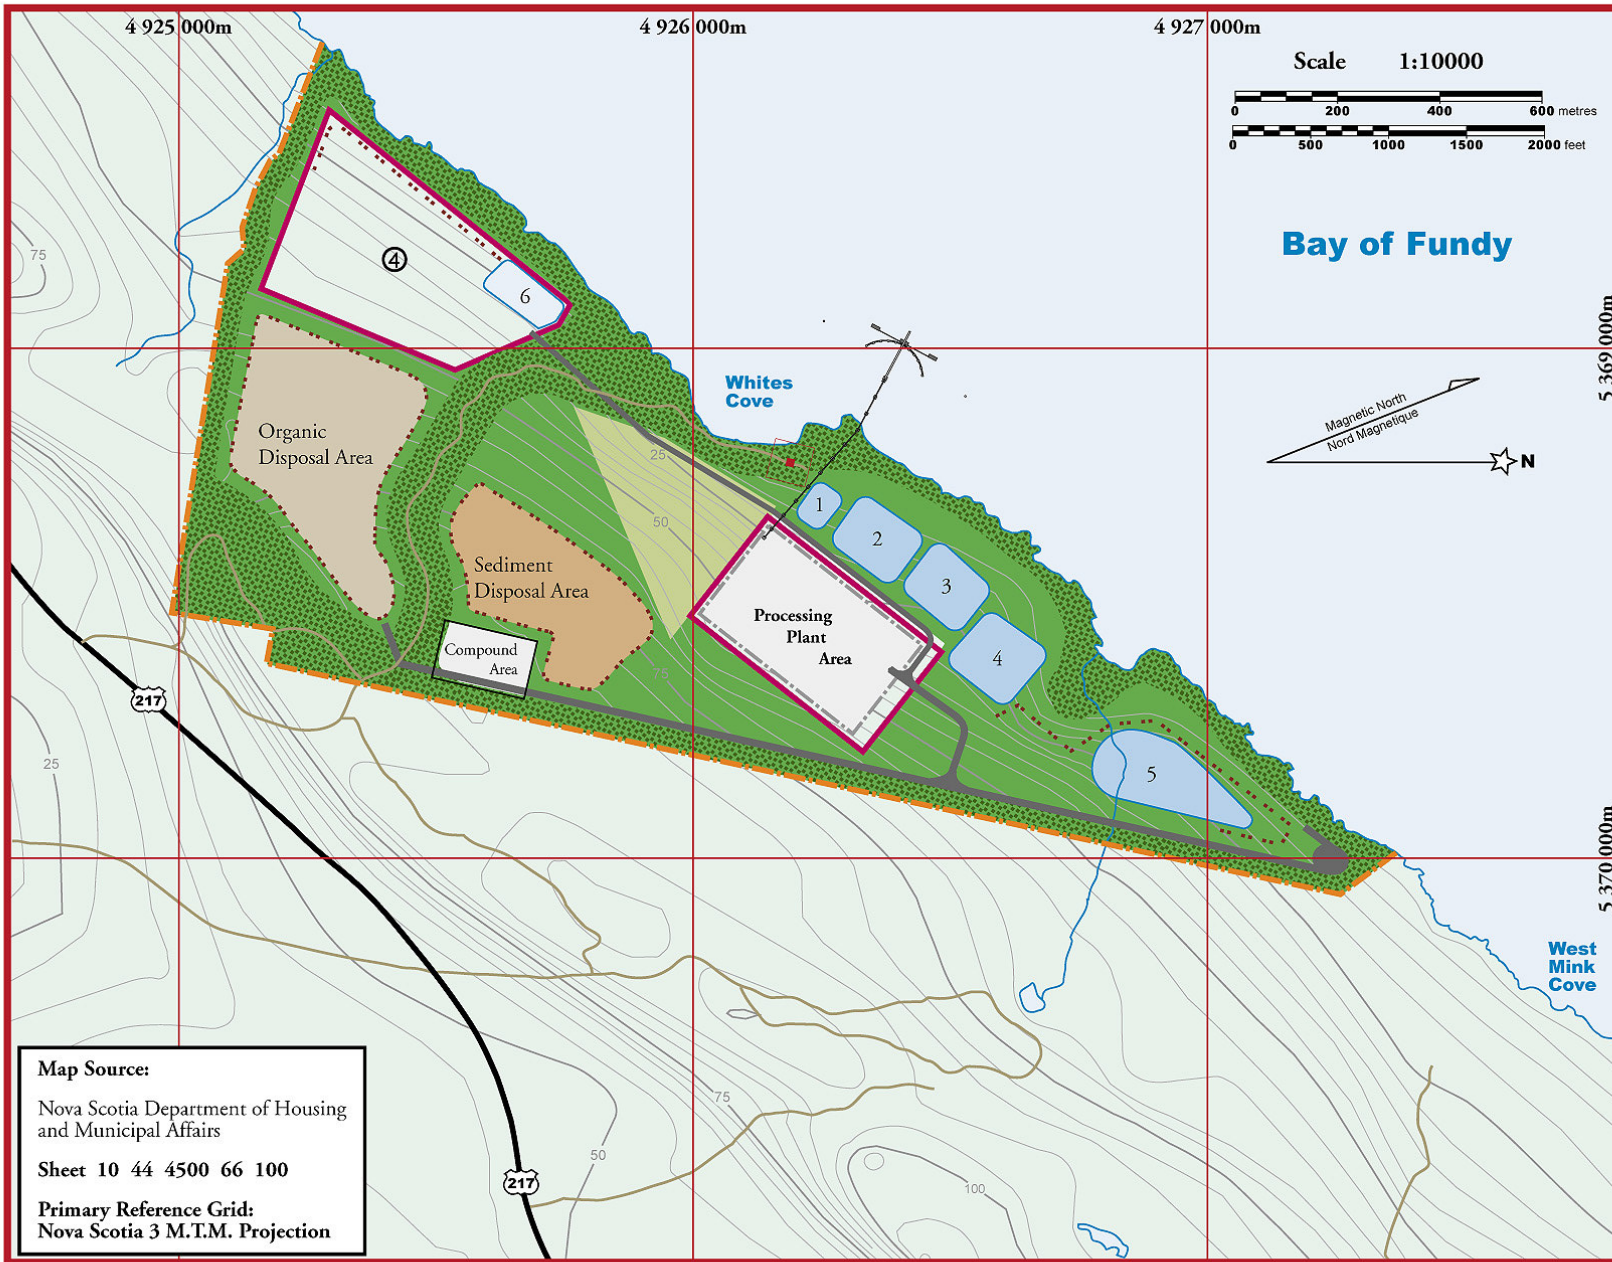 4 925 000m
4 926 000m
4 927 000m
Scale 1:10000
0 200 400 600 metres
0 500 1000 1500 2000 feet
Bay of Fundy
75
4
6
5 369 000m
Whites
Cove
Magnetic North
Nord Magnetique
N
Organic
Disposal Area
25
50
1
2
3
4
Sediment
Disposal Area
Processing
Plant
Area
Compound
Area
75
217
25
5
5 370 000m
West
Mink
Cove
Map Source:
Nova Scotia Department of Housing
and Municipal Affairs
Sheet 10 44 4500 66 100
Primary Reference Grid:
Nova Scotia 3 M.T.M. Projection
75
50
217
100